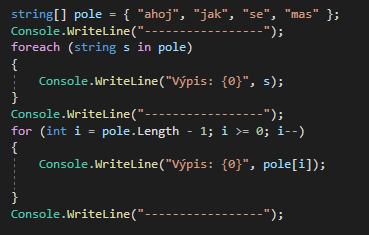 string[] pole = { "ahoj", "jak", "se", "mas" };
Console.WriteLine("-----------------");
foreach (string s in pole)
{
    Console.WriteLine("Výpis: {0}", s);
}
Console.WriteLine("-----------------");
for (int i = pole.Length - 1; i >= 0; i--)
{
    Console.WriteLine("Výpis: {0}", pole[i]);
}
Console.WriteLine("-----------------");